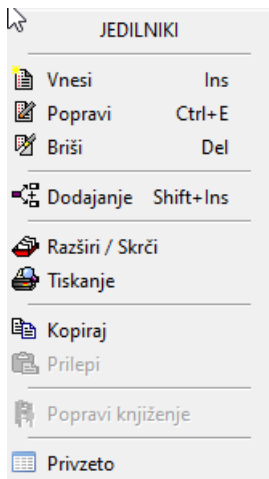 JEDILNIKI
Vnesi Ins
Popravi Ctrl+E
Briši Del
Dodajanje Shift+Ins
Razširi / Skrči
Tiskanje
Kopiraj
Prilepi
Popravi knjiženje
Privzeto